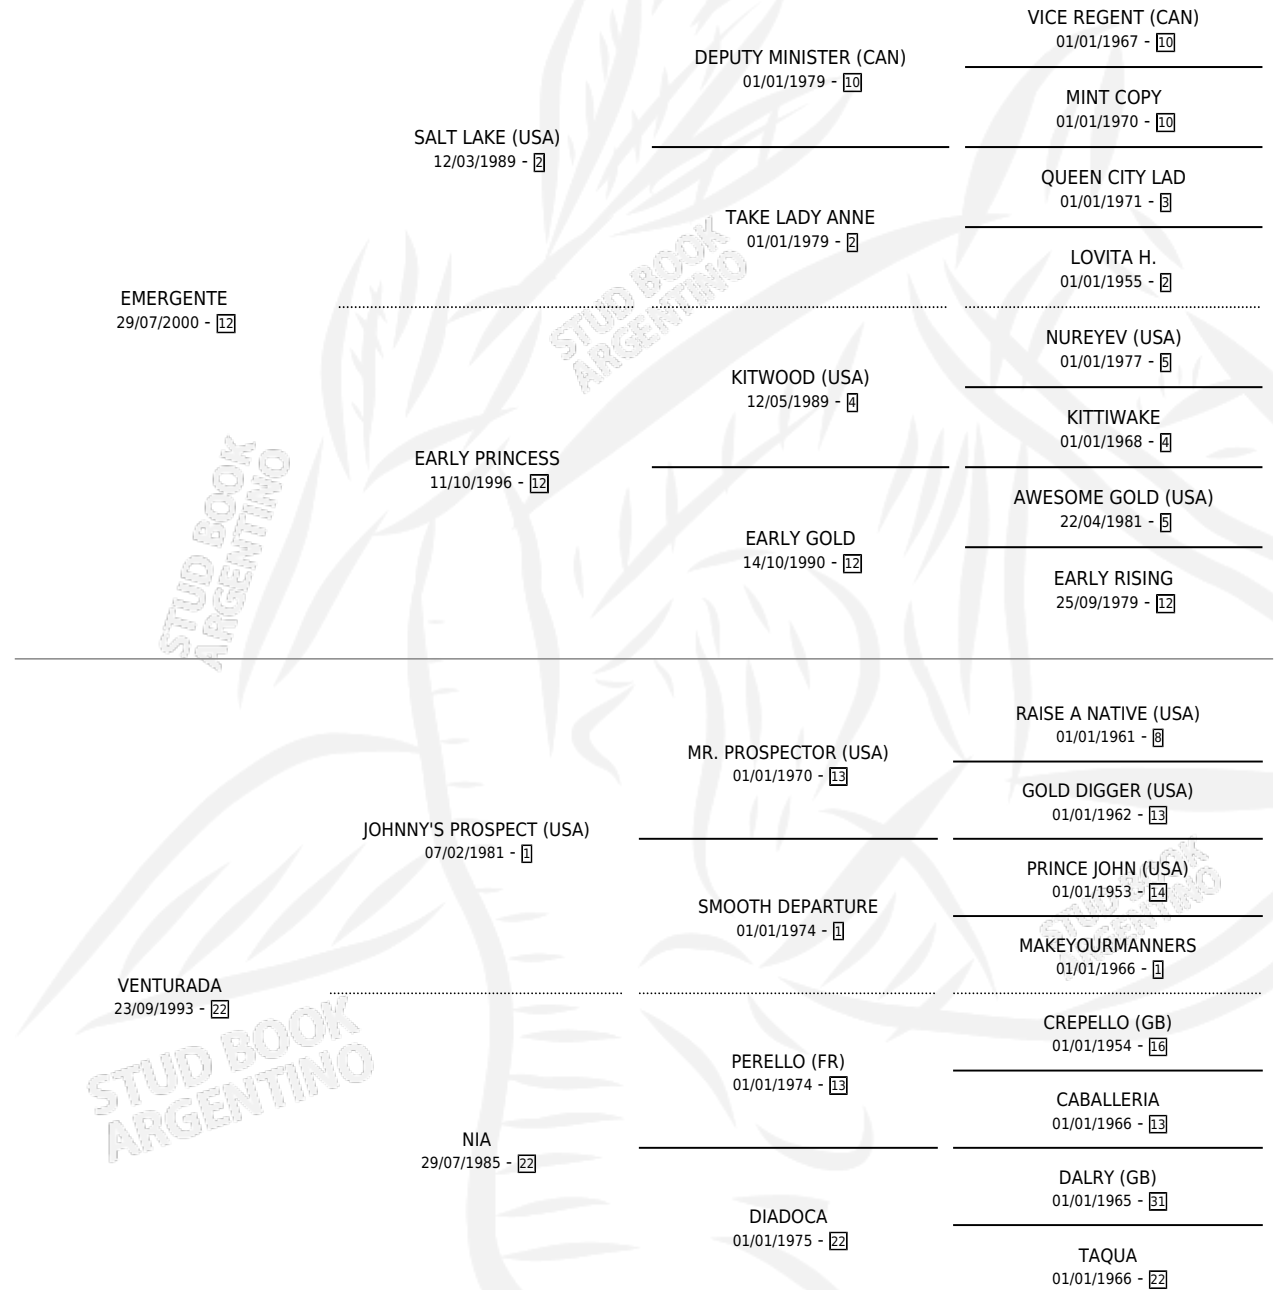 VICE REGENT (CAN)
01/01/1967 - 10
DEPUTY MINISTER (CAN)
01/01/1979 - 10
MINT COPY
01/01/1970 - 10
SALT LAKE (USA)
12/03/1989 - 2
QUEEN CITY LAD
01/01/1971 - 3
TAKE LADY ANNE
01/01/1979 - 2
LOVITA H.
01/01/1955 - 2
EMERGENTE
29/07/2000 - 12
STUD BOOK
ARGENTINO
NUREYEV (USA)
01/01/1977 - 5
KITWOOD (USA)
12/05/1989 - 4
KITTIWAKE
01/01/1968 - 4
EARLY PRINCESS
11/10/1996 - 12
AWESOME GOLD (USA)
22/04/1981 - 5
EARLY GOLD
14/10/1990 - 12
EARLY RISING
25/09/1979 - 12
STUD BOOK
ARGENTINO
RAISE A NATIVE (USA)
01/01/1961 - 8
MR. PROSPECTOR (USA)
01/01/1970 - 13
GOLD DIGGER (USA)
01/01/1962 - 13
JOHNNY'S PROSPECT (USA)
07/02/1981 - 1
PRINCE JOHN (USA)
01/01/1953 - 14
SMOOTH DEPARTURE
01/01/1974 - 1
MAKEYOURMANNERS
01/01/1966 - 1
STUD BOOK
ARGENTINO
VENTURADA
23/09/1993 - 22
STUD BOOK
ARGENTINO
CREPELLO (GB)
01/01/1954 - 16
PERELLO (FR)
01/01/1974 - 13
CABALLERIA
01/01/1966 - 13
NIA
29/07/1985 - 22
DALRY (GB)
01/01/1965 - 31
DIADOCA
01/01/1975 - 22
TAQUA
01/01/1966 - 22